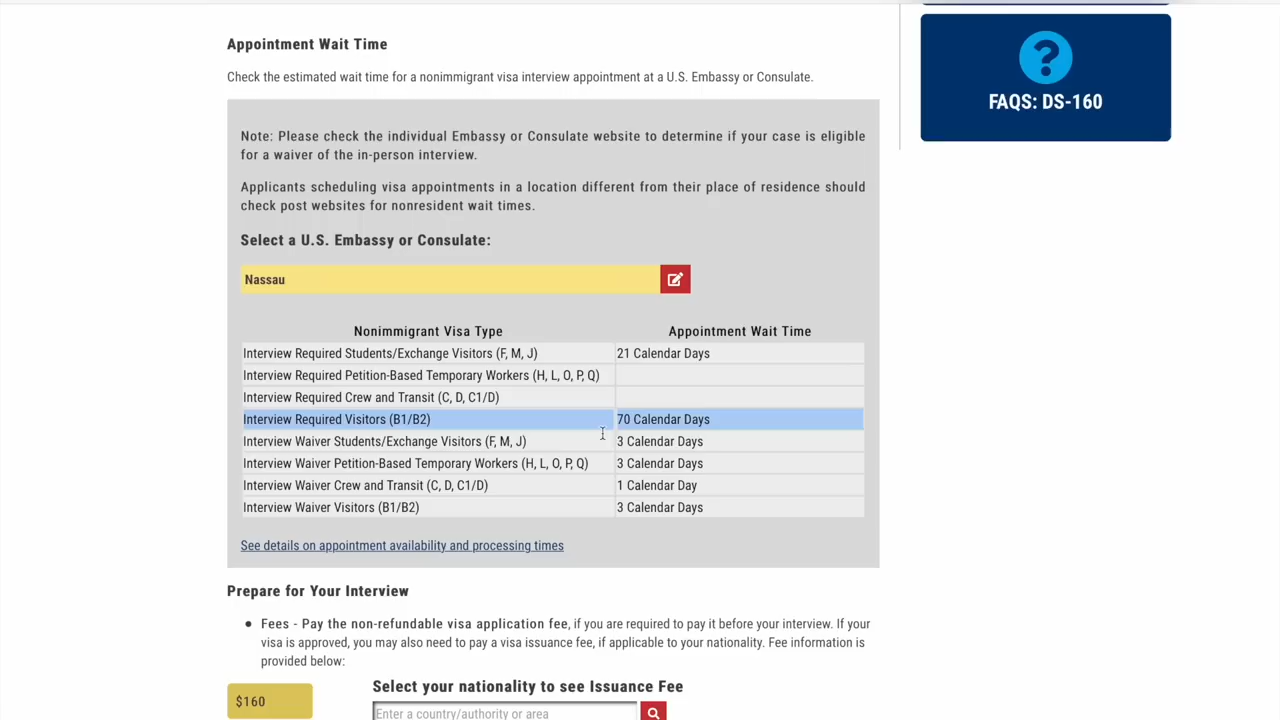 Appointment Wait Time
Check the estimated wait time for a nonimmigrant visa interview appointment at a U.S. Embassy or Consulate.
Note: Please check the individual Embassy or Consulate website to determine if your case is eligible
for a waiver of the in-person interview.
Applicants scheduling visa appointments in a location different from their place of residence should
check post websites for nonresident wait times.
Select a U.S. Embassy or Consulate:
Nassau
Nonimmigrant Visa Type Appointment Wait Time
Interview Required Students/Exchange Visitors (F, M, J) 21 Calendar Days
Interview Required Petition-Based Temporary Workers (H, L, O, P, Q)
Interview Required Crew and Transit (C, D, C1/D)
Interview Required Visitors (B1/B2) 70 Calendar Days
Interview Waiver Students/Exchange Visitors (F, M, J) 3 Calendar Days
Interview Waiver Petition-Based Temporary Workers (H, L, O, P, Q) 3 Calendar Days
Interview Waiver Crew and Transit (C, D, C1/D) 1 Calendar Day
Interview Waiver Visitors (B1/B2) 3 Calendar Days
See details on appointment availability and processing times
Prepare for Your Interview
• Fees - Pay the non-refundable visa application fee, if you are required to pay it before your interview. If your
visa is approved, you may also need to pay a visa issuance fee, if applicable to your nationality. Fee information is
provided below:
$160
Select your nationality to see Issuance Fee
Enter a country/authority or area
?
FAQS: DS-160